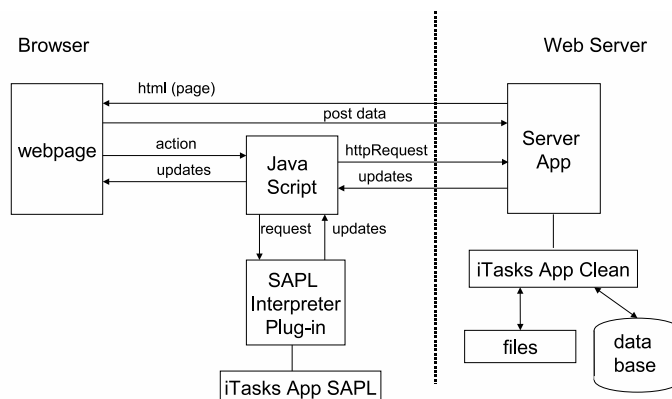 Browser
Web Server
html (page)
post data
webpage
action
updates
Java
Script
httpRequest
updates
Server
App
request
updates
SAPL
Interpreter
Plug-in
iTasks App SAPL
iTasks App Clean
files
data
base